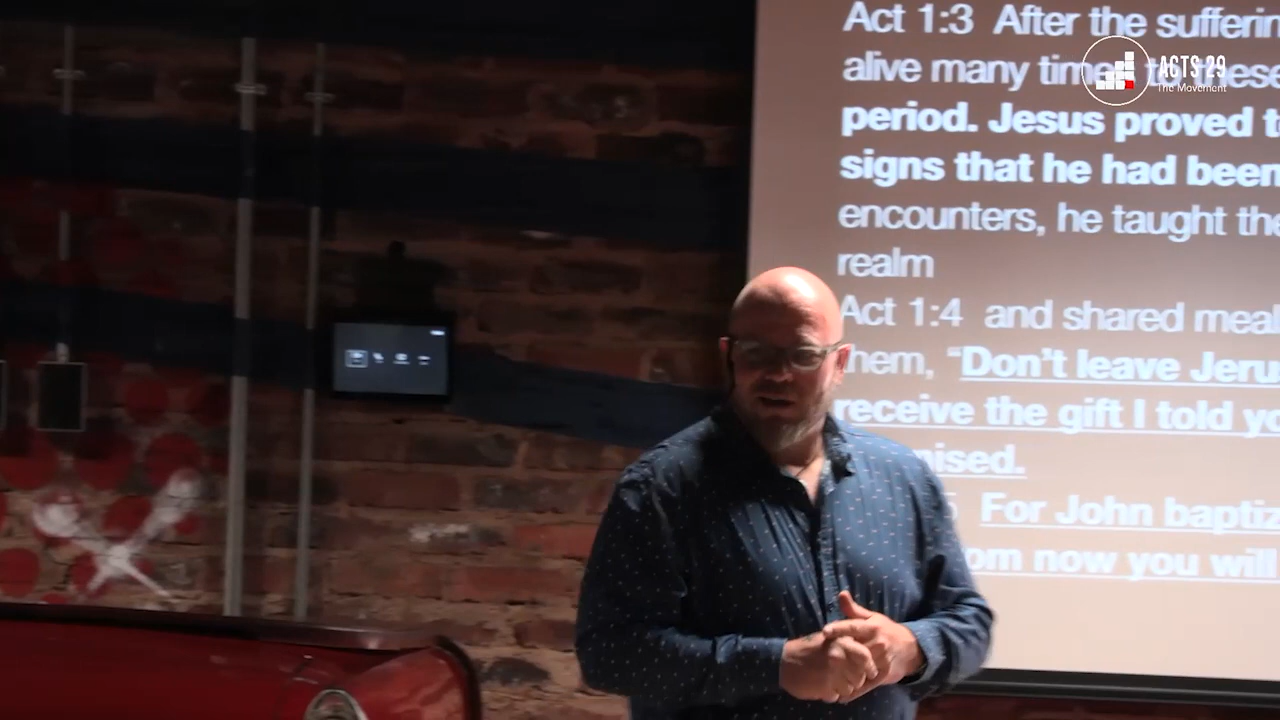 Act 1:3 After the sufferin
alive many times to these
period. Jesus proved t
signs that he had been
encounters, he taught the
realm
Act 1:4 and shared meal
them, “Don’t leave Jeru
receive the gift I told yo
mised.
For John baptiz
om now you will
ACTS 29
The Movement